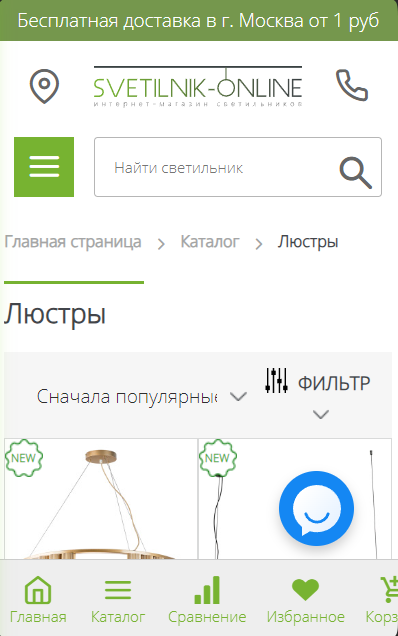 Бесплатная доставка в г. Москва от 1 руб
SVETILNIK-ONLINE
интернет-магазин светильников
Найти светильник
Главная страница > Каталог > Люстры
Люстры
Сначала популярные
ФИЛЬТР
NEW
NEW
Главная
Каталог
Сравнение
Избранное
Корз